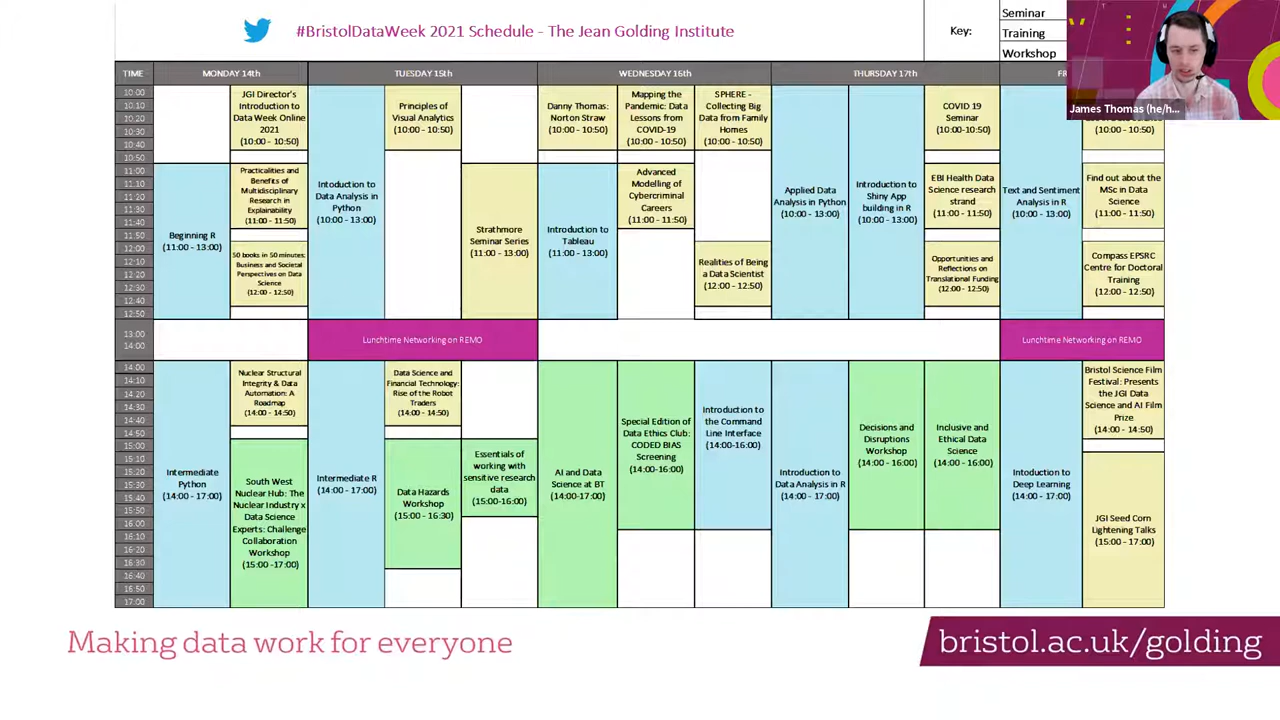 #BristolDataWeek 2021 Schedule - The Jean Golding Institute
Key:
Seminar
Training
Workshop
James Thomas (he/h...
TIME
MONDAY 14th
TUESDAY 15th
WEDNESDAY 16th
THURSDAY 17th
FR
10:00
10:10
10:20
10:30
10:40
10:50
11:00
11:10
11:20
11:30
11:40
11:50
12:00
12:10
12:20
12:30
12:40
12:50
13:00
14:00
14:00
14:10
14:20
14:30
14:40
14:50
15:00
15:10
15:20
15:30
15:40
15:50
16:00
16:10
16:20
16:30
16:40
16:50
17:00
Beginning R
(11:00 - 13:00)
Intermediate
Python
(14:00 - 17:00)
JGI Director's
Introduction to
Data Week Online
2021
(10:00 - 10:50)
Practicalities and
Benefits of
Multidisciplinary
Research in
Explainability
(11:00 - 11:50)
50 books in 50 minutes:
Business and Societal
Perspectives on Data
Science
(12:00 - 12:50)
Nuclear Structural
Integrity & Data
Automation: A
Roadmap
(14:00 - 14:50)
South West
Nuclear Hub: The
Nuclear Industry x
Data Science
Experts: Challenge
Collaboration
Workshop
(15:00 -17:00)
Intoduction to
Data Analysis in
Python
(10:00 - 13:00)
Intermediate R
(14:00 - 17:00)
Principles of
Visual Analytics
(10:00 - 10:50)
Data Science and
Financial Technology:
Rise of the Robot
Traders
(14:00 - 14:50)
Data Hazards
Workshop
(15:00 - 16:30)
Strathmore
Seminar Series
(11:00 - 13:00)
Essentials of
working with
sensitive research
data
(15:00-16:00)
Lunchtime Networking on REMO
Danny Thomas:
Norton Straw
(10:00 - 10:50)
Introduction to
Tableau
(11:00 - 13:00)
AI and Data
Science at BT
(14:00-17:00)
Mapping the
Pandemic: Data
Lessons from
COVID-19
(10:00 - 10:50)
Advanced
Modelling of
Cybercriminal
Careers
(11:00 - 11:50)
Special Edition of
Data Ethics Club:
CODED BIAS
Screening
(14:00-16:00)
SPHERE -
Collecting Big
Data from Family
Homes
(10:00 - 10:50)
Realities of Being
a Data Scientist
(12:00 - 12:50)
Introduction to
the Command
Line Interface
(14:00-16:00)
Applied Data
Analysis in Python
(10:00 - 13:00)
Introduction to
Data Analysis in R
(14:00 - 17:00)
Introduction to
Shiny App
building in R
(10:00 - 13:00)
Decisions and
Disruptions
Workshop
(14:00 - 16:00)
COVID 19
Seminar
(10:00-10:50)
EBI Health Data
Science research
strand
(11:00 - 11:50)
Opportunities and
Reflections on
Translational Funding
(12:00 - 12:50)
Inclusive and
Ethical Data
Science
(14:00 - 16:00)
Text and Sentiment
Analysis in R
(10:00 - 13:00)
Intoduction to
Deep Learning
(14:00 - 17:00)
(10:00 - 10:50)
Find out about the
MSc in Data
Science
(11:00 - 11:50)
Compass EPSRC
Centre for Doctoral
Training
(12:00 - 12:50)
Lunchtime Networking on REMO
Bristol Science Film
Festival: Presents
the JGI Data
Science and AI Film
Prize
(14:00 - 14:50)
JGI Seed Corn
Lightening Talks
(15:00 - 17:00)
Making data work for everyone
bristol.ac.uk/golding